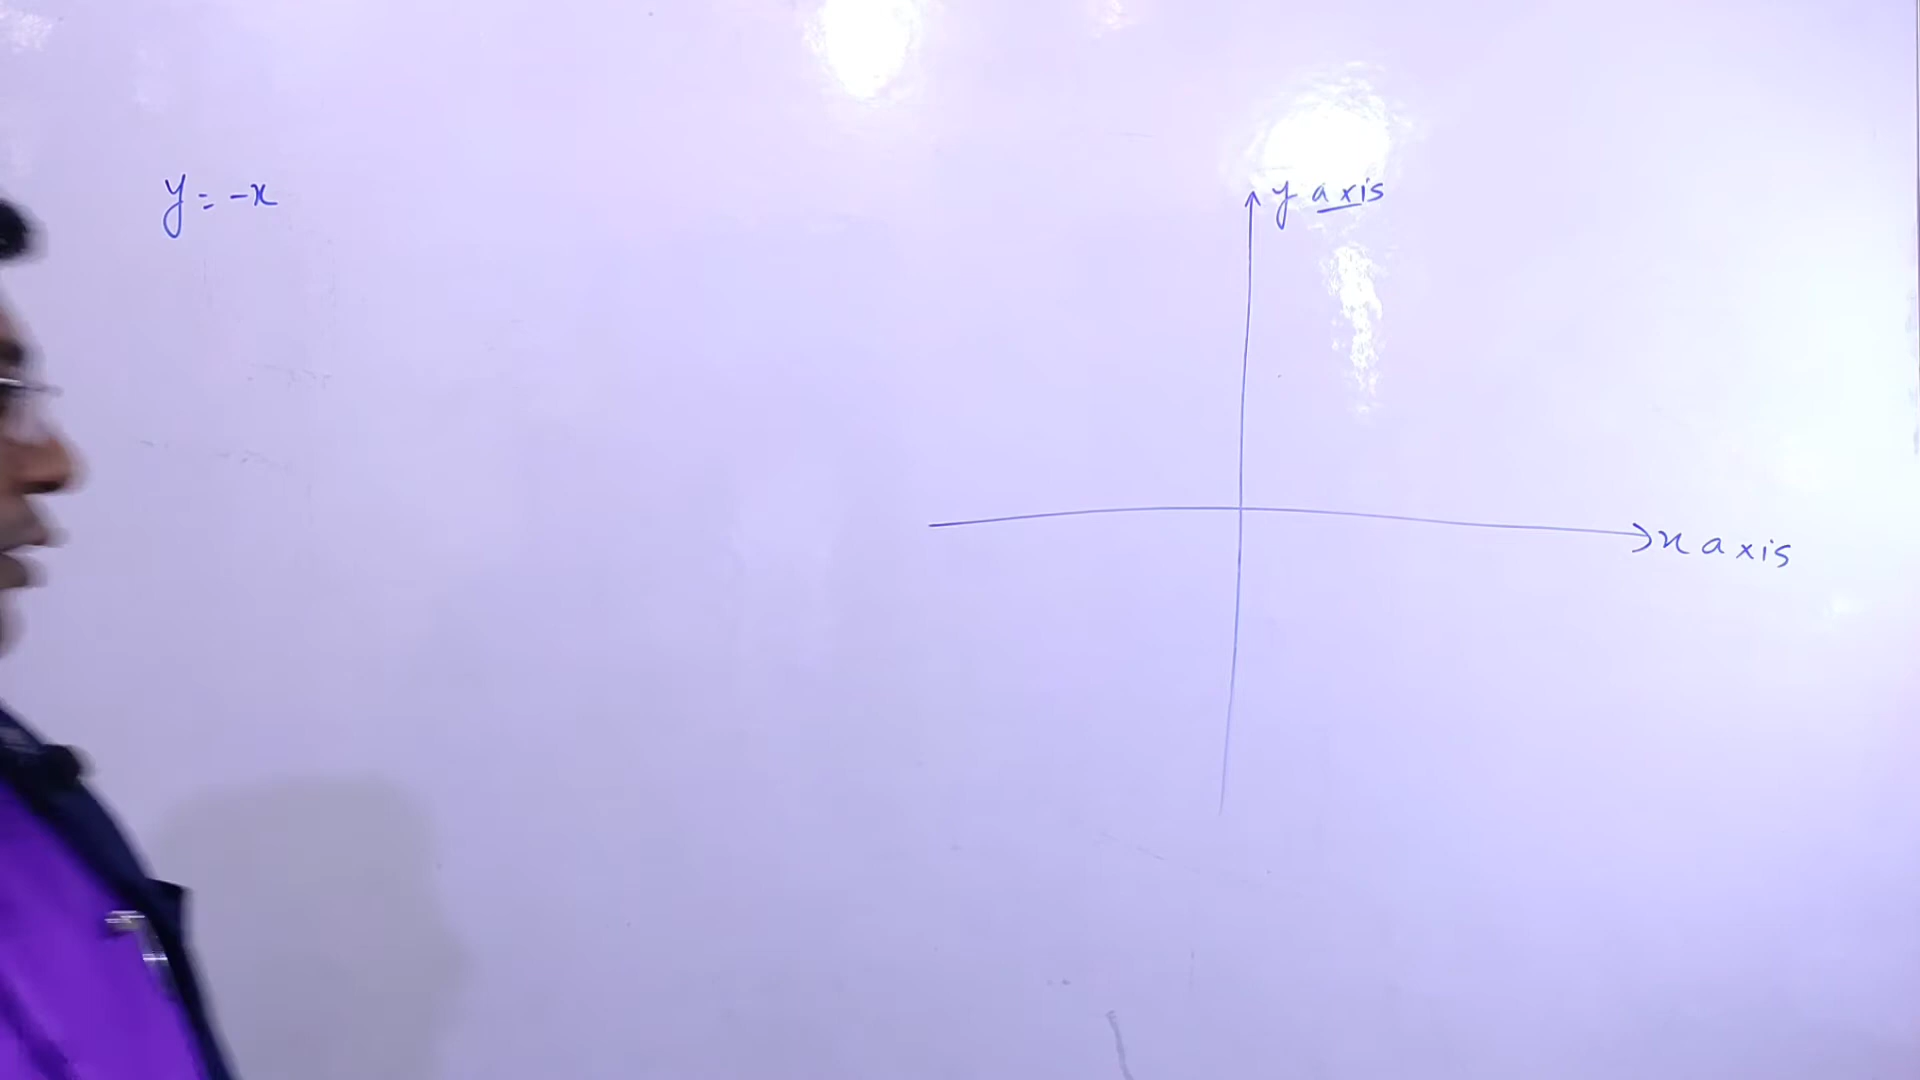 y = -x
y axis
x axis